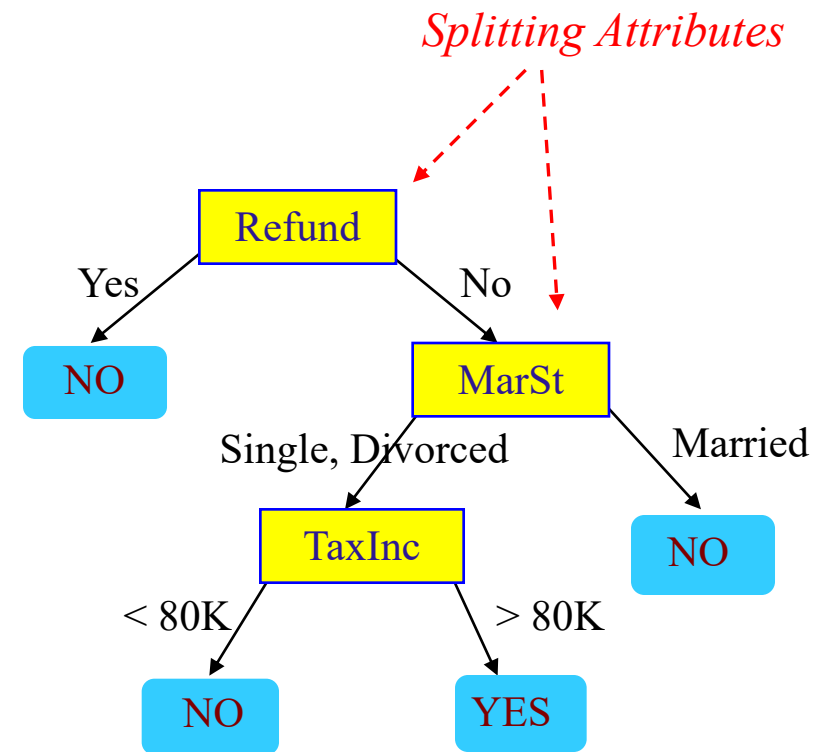 Splitting Attributes
Refund
Yes
No
NO
MarSt
Single, Divorced
Married
TaxInc
NO
< 80K
> 80K
NO
YES